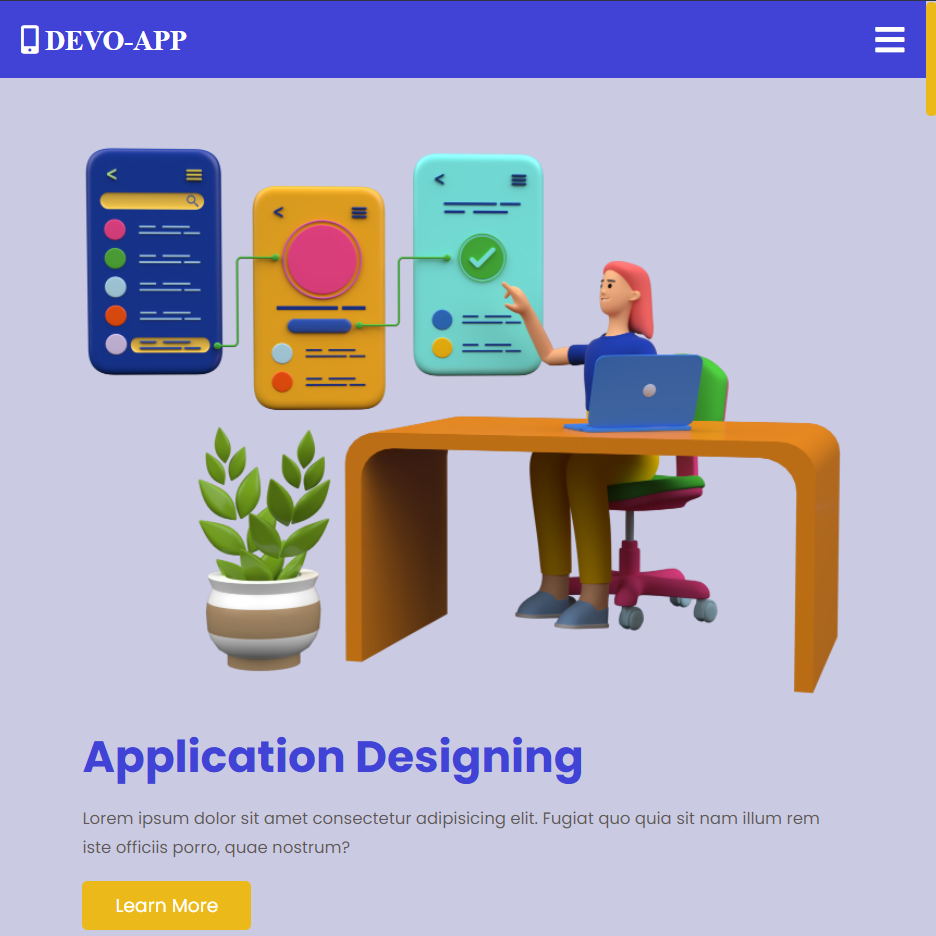 DEVO-APP
Application Designing
Lorem ipsum dolor sit amet consectetur adipisicing elit. Fugiat quo quia sit nam illum rem
iste officiis porro, quae nostrum?
Learn More